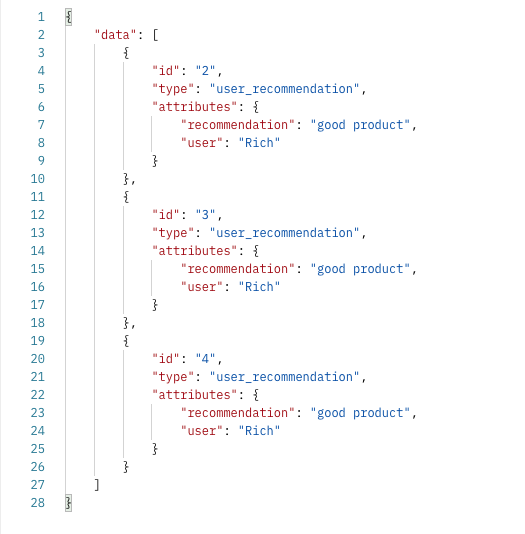 1 {
2     "data": [
3         {
4             "id": "2",
5             "type": "user_recommendation",
6             "attributes": {
7                 "recommendation": "good product",
8                 "user": "Rich"
9             }
10         },
11         {
12             "id": "3",
13             "type": "user_recommendation",
14             "attributes": {
15                 "recommendation": "good product",
16                 "user": "Rich"
17             }
18         },
19         {
20             "id": "4",
21             "type": "user_recommendation",
22             "attributes": {
23                 "recommendation": "good product",
24                 "user": "Rich"
25             }
26         }
27     ]
28 }